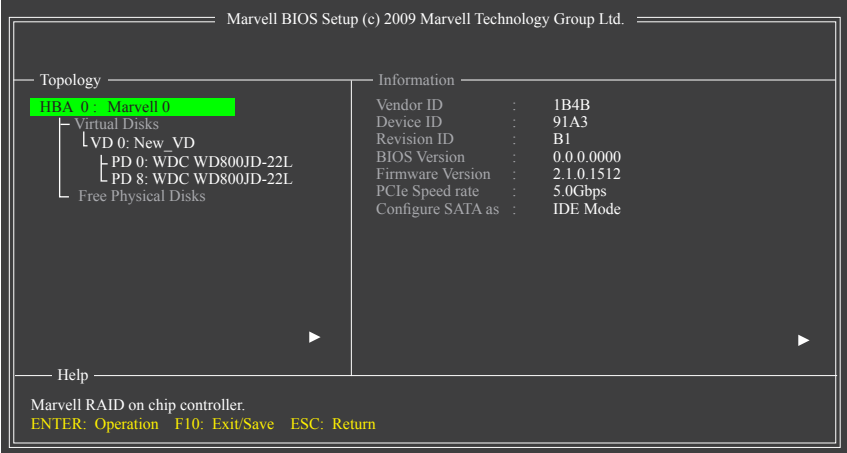 Marvell BIOS Setup (c) 2009 Marvell Technology Group Ltd.
Topology
HBA 0 : Marvell 0
Virtual Disks
VD 0: New_VD
PD 0: WDC WD800JD-22L
PD 8: WDC WD800JD-22L
Free Physical Disks
Information
Vendor ID : 1B4B
Device ID : 91A3
Revision ID : B1
BIOS Version : 0.0.0.0000
Firmware Version : 2.1.0.1512
PCIe Speed rate : 5.0Gbps
Configure SATA as : IDE Mode
Help
Marvell RAID on chip controller.
ENTER: Operation F10: Exit/Save ESC: Return